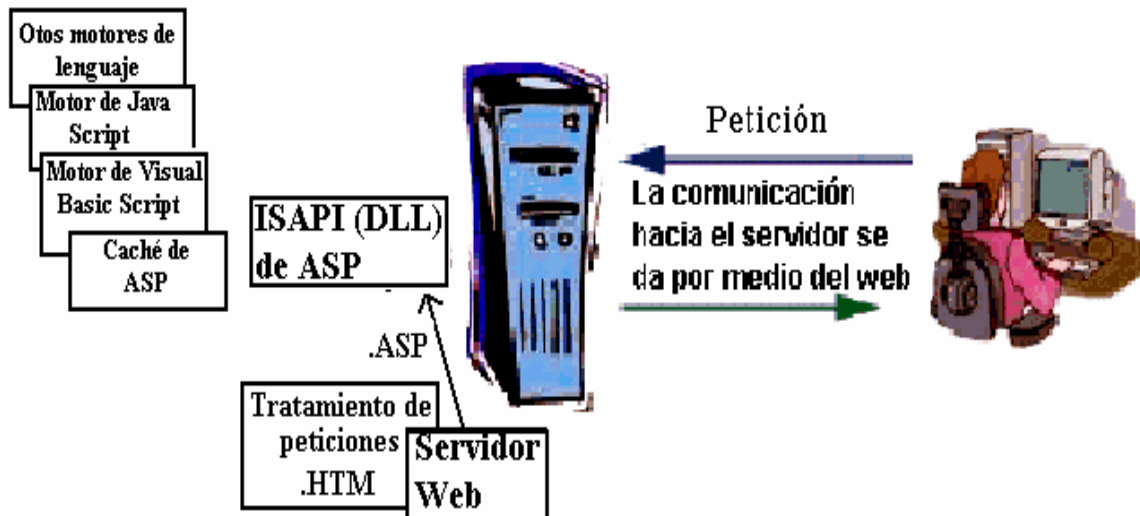 Otos motores de
lenguaje
Motor de Java
Script
Motor de Visual
Basic Script
Caché de
ASP
ISAPI (DLL)
de ASP
.ASP
Tratamiento de
peticiones
.HTM
Servidor
Web
Petición
La comunicación
hacia el servidor se
da por medio del web